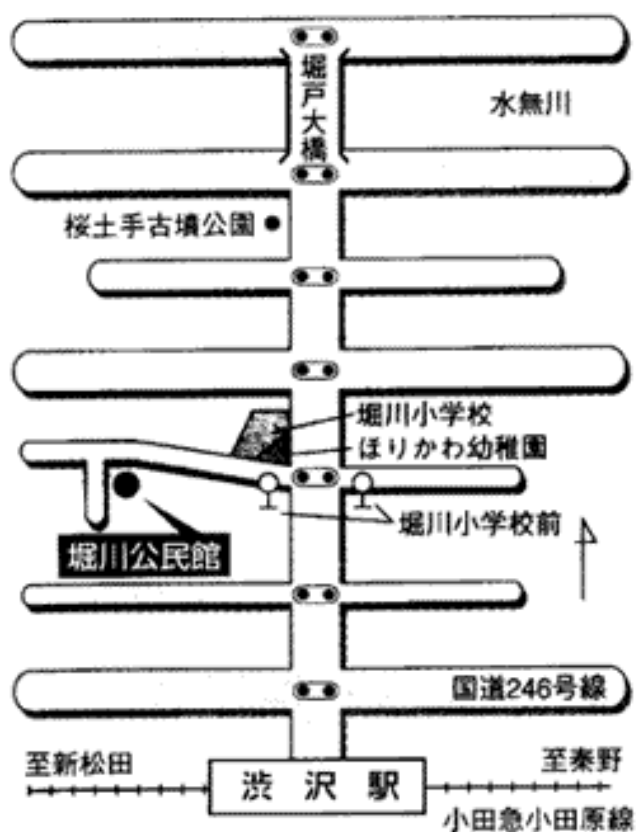 堀戸大橋
水無川
桜土手古墳公園
堀川小学校
ほりかわ幼稚園
堀川小学校前
堀川公民館
国道246号線
至新松田
至秦野
渋沢駅
小田急小田原線